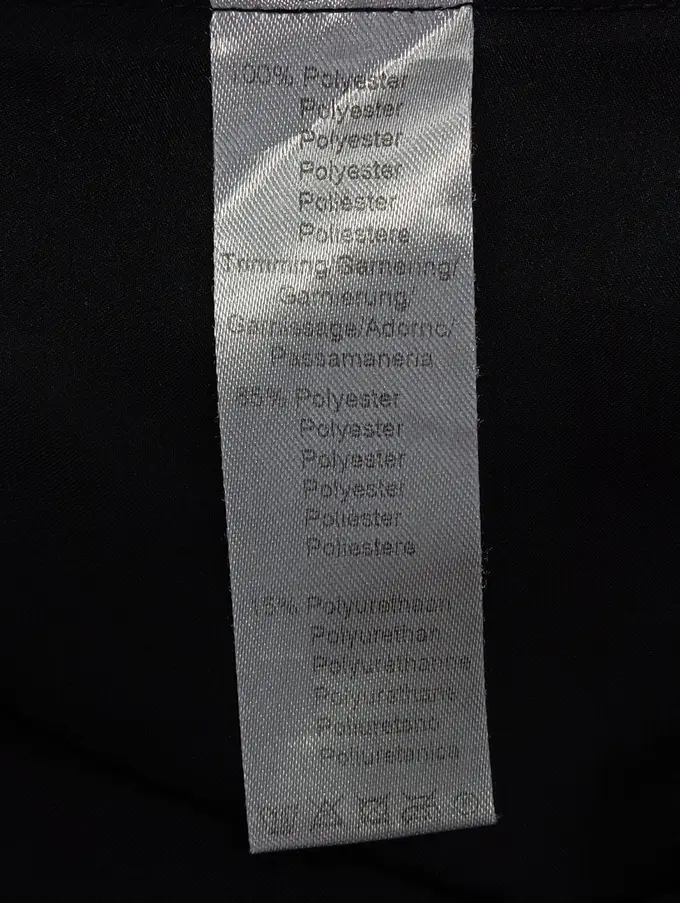 100% Polyester
Polyester
Polyester
Polyester
Poliester
Poliestere
Trimming/Garnering/
Garnierung/
Garnissage/Adorno/
Passamaneria
85% Polyester
Polyester
Polyester
Polyester
Poliester
Poliestere
15% Polyurethaan
Polyurethan
Polyurethanne
Polyurethane
Poliuretano
Poliuretanica